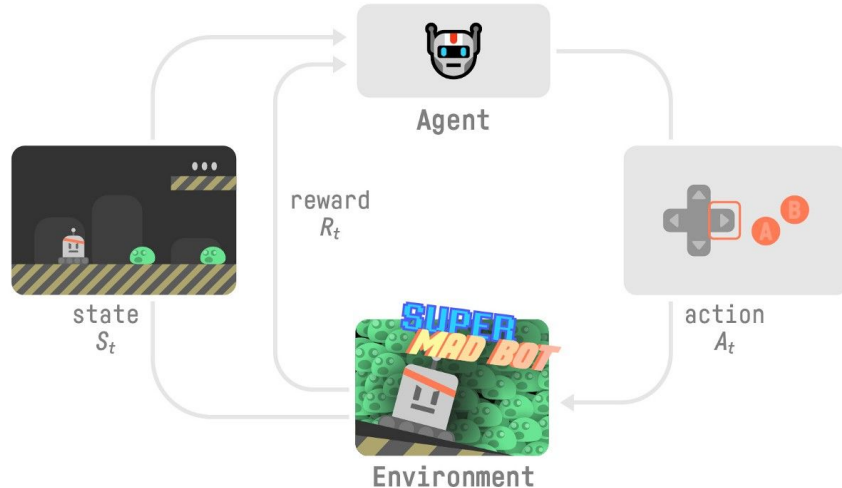 Agent
reward
Rt
B
A
state
St
SUPER
MAD BOT
action
At
Environment